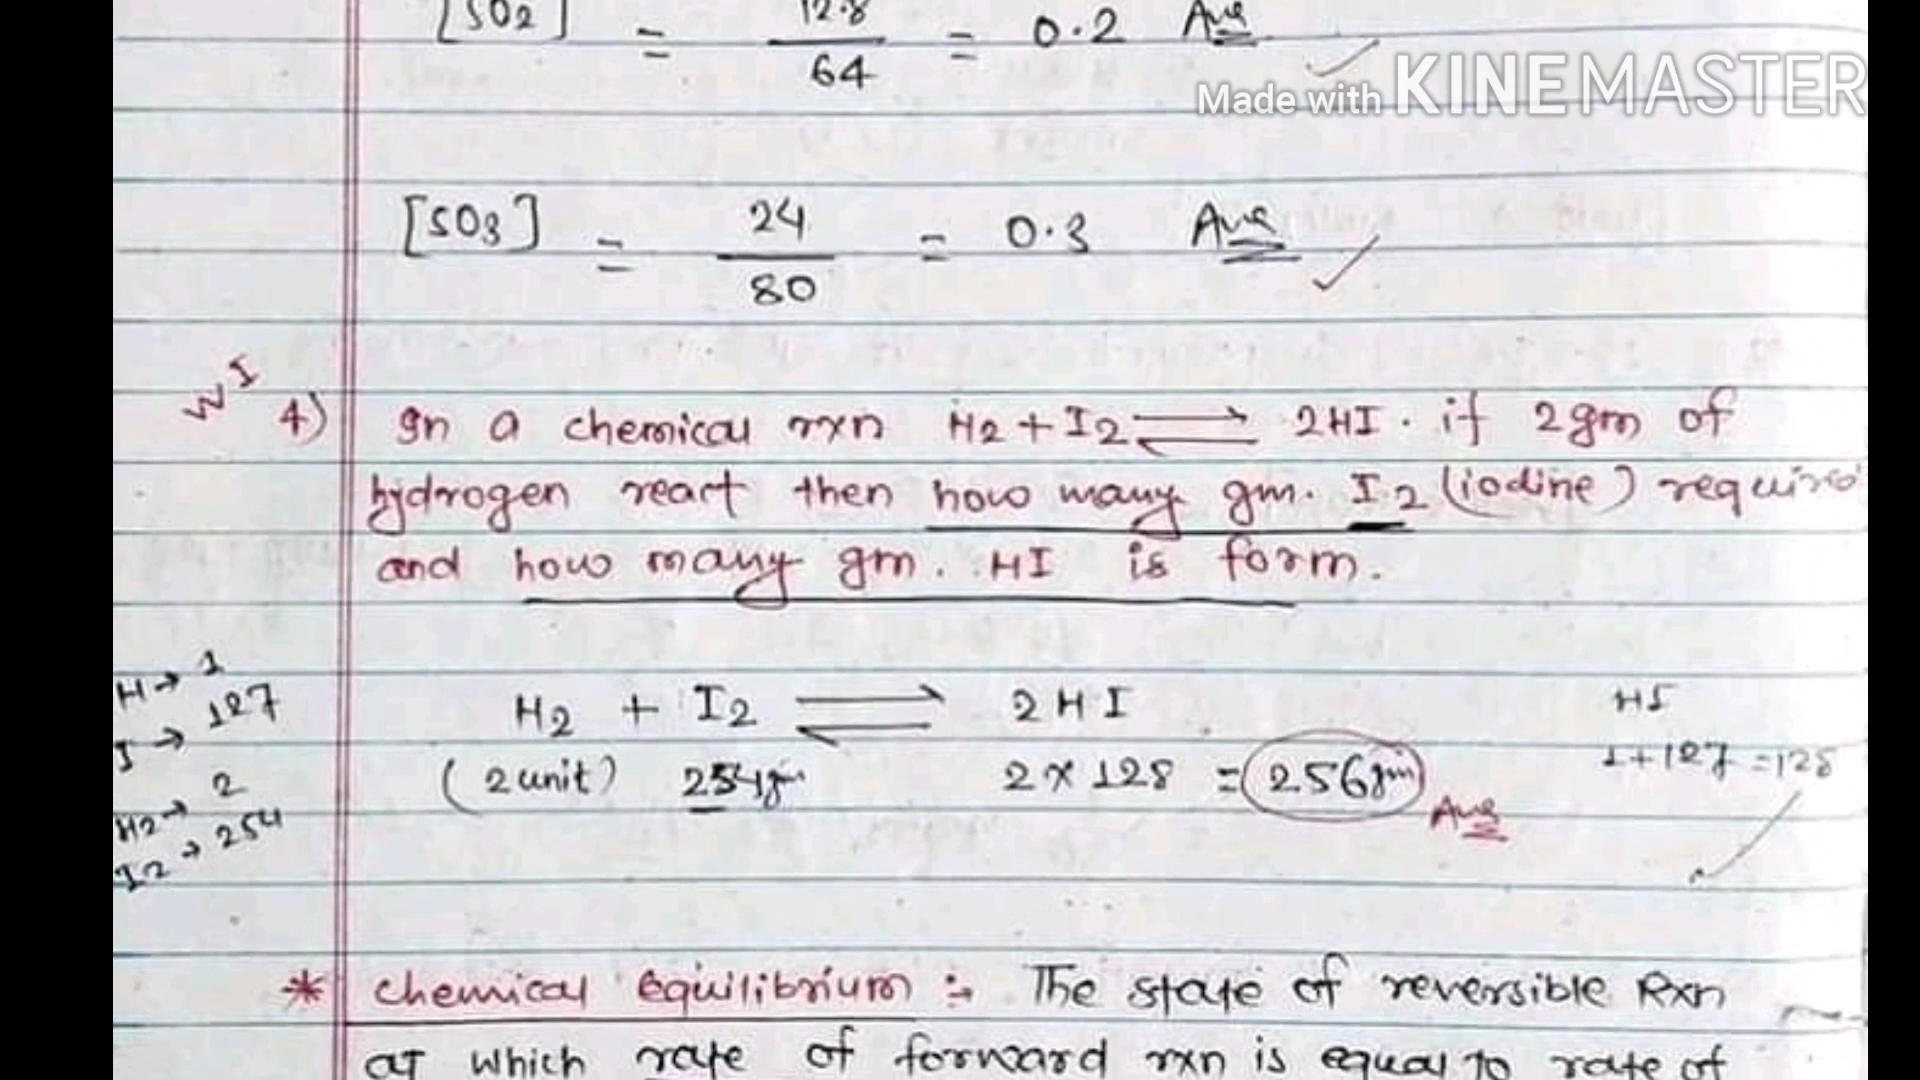 [SO2] = 12.8/64 = 0.2 Ans
Made with KINEMASTER
[SO3] = 24/80 = 0.3 Ans
W I
4) In a chemical rxn H2 + I2 ⇌ 2HI. if 2gm of
hydrogen react then how many gm. I2 (iodine) require
and how many gm. HI is form.
H → 1
I → 127
H2 → 2
I2 → 254
H2 + I2 ⇌ 2HI
(2 unit) 254gm 2 × 128 = 256gm Ans
HI
1 + 127 = 128
* chemical equilibrium :- The state of reversible Rxn
at which rate of forward rxn is equal to rate of